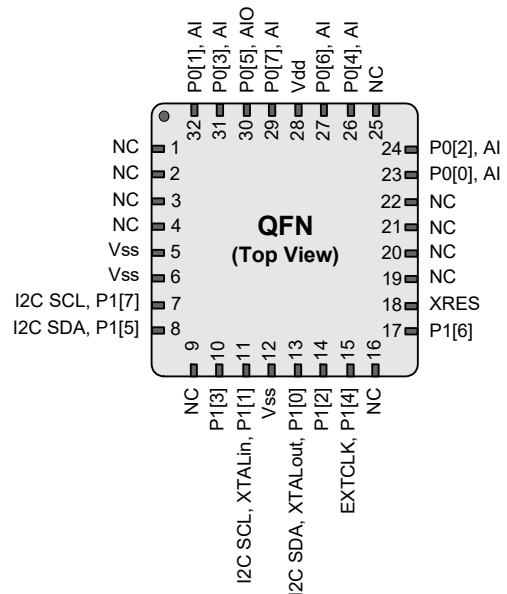 P0[1], AI
P0[3], AI
P0[5], AIO
P0[7], AI
Vdd
P0[6], AI
P0[4], AI
NC
32
31
30
29
28
27
26
25
NC 1
NC 2
NC 3
NC 4
Vss 5
Vss 6
I2C SCL, P1[7] 7
I2C SDA, P1[5] 8
QFN
(Top View)
24 P0[2], AI
23 P0[0], AI
22 NC
21 NC
20 NC
19 NC
18 XRES
17 P1[6]
9
10
11
12
13
14
15
16
NC
P1[3]
I2C SCL, XTALin, P1[1]
Vss
I2C SDA, XTALout, P1[0]
P1[2]
EXTCLK, P1[4]
NC